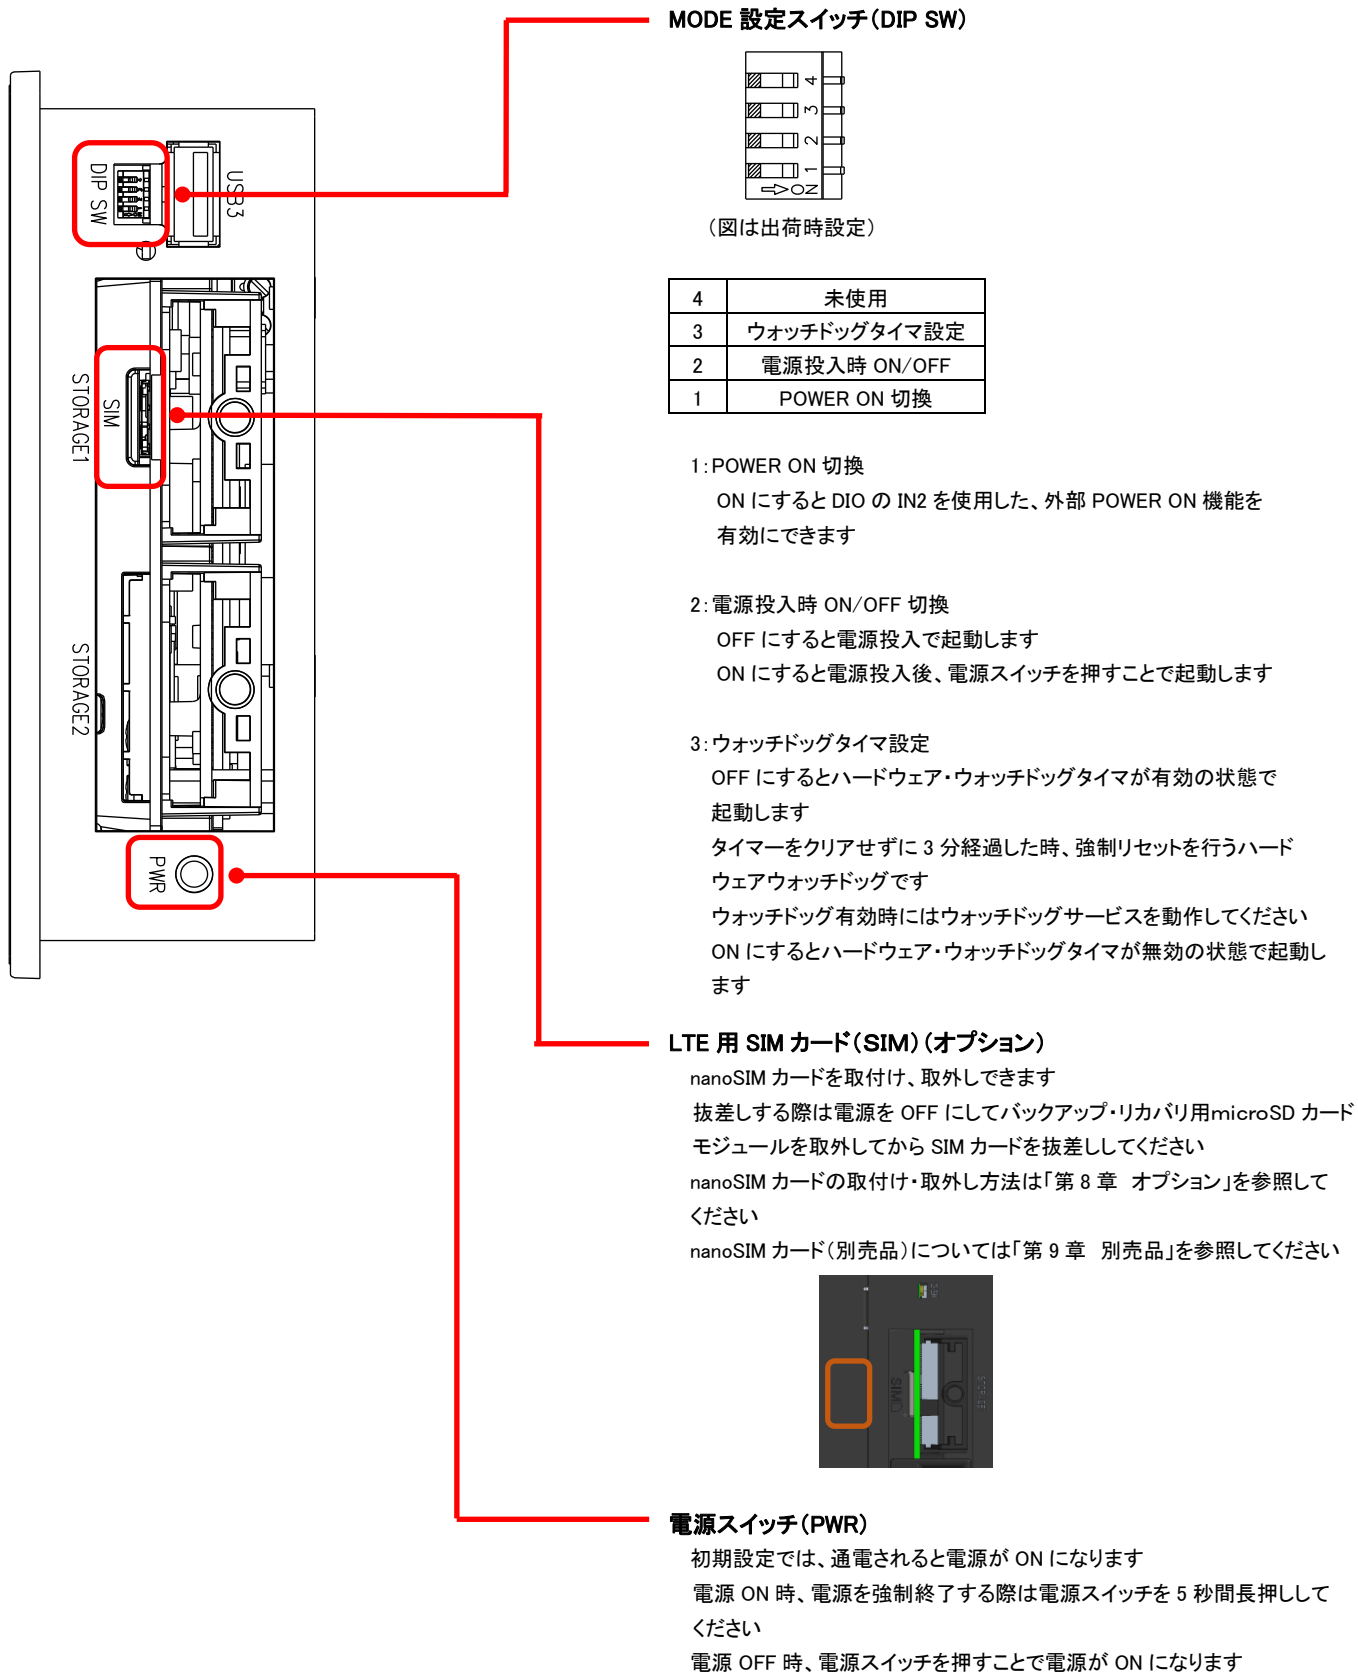 MODE 設定スイッチ（DIP SW）
4
3
2
1
ON
（図は出荷時設定）
DIP SW
USB3
SIM
STORAGE1
STORAGE2
PWR
4 未使用
3 ウォッチドッグタイマ設定
2 電源投入時 ON/OFF
1 POWER ON 切換
1：POWER ON 切換
ON にすると DIO の IN2 を使用した、外部 POWER ON 機能を
有効にできます
2：電源投入時 ON/OFF 切換
OFF にすると電源投入で起動します
ON にすると電源投入後、電源スイッチを押すことで起動します
3：ウォッチドッグタイマ設定
OFF にするとハードウェア・ウォッチドッグタイマが有効の状態で
起動します
タイマーをクリアせずに 3 分経過した時、強制リセットを行うハード
ウェアウォッチドッグです
ウォッチドッグ有効時にはウォッチドッグサービスを動作してください
ON にするとハードウェア・ウォッチドッグタイマが無効の状態で起動し
ます
LTE 用 SIM カード（SIM）（オプション）
nanoSIM カードを取付け、取外しできます
抜差しする際は電源を OFF にしてバックアップ・リカバリ用microSD カード
モジュールを取外してから SIM カードを抜差ししてください
nanoSIM カードの取付け・取外し方法は「第 8 章　オプション」を参照して
ください
nanoSIM カード（別売品）については「第 9 章　別売品」を参照してください
SIM
電源スイッチ（PWR）
初期設定では、通電されると電源が ON になります
電源 ON 時、電源を強制終了する際は電源スイッチを 5 秒間長押しして
ください
電源 OFF 時、電源スイッチを押すことで電源が ON になります